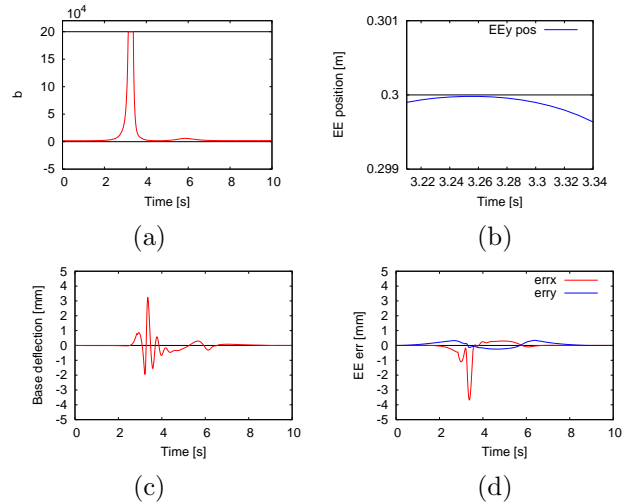 10^4
20
15
10
5
0
-5
b
0 2 4 6 8 10
Time [s]
(a)
0.301
0.3
0.299
EE position [m]
EEy pos
3.22 3.24 3.26 3.28 3.3 3.32 3.34
Time [s]
(b)
5
4
3
2
1
0
-1
-2
-3
-4
-5
Base deflection [mm]
0 2 4 6 8 10
Time [s]
(c)
5
4
3
2
1
0
-1
-2
-3
-4
-5
EE err [mm]
errx
erry
0 2 4 6 8 10
Time [s]
(d)